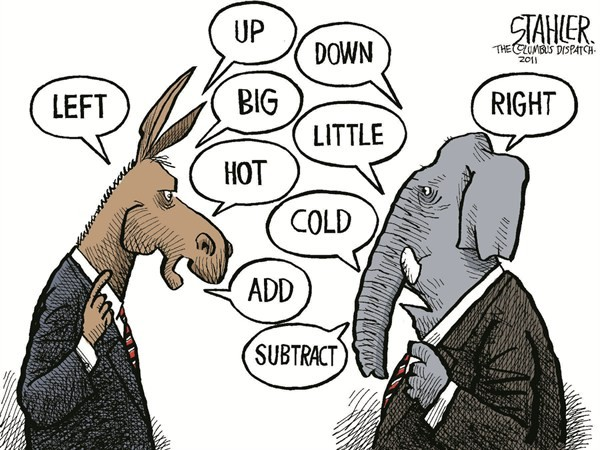 STAHLER.
THE COLUMBUS DISPATCH.
2011
LEFT
RIGHT
UP
DOWN
BIG
LITTLE
HOT
COLD
ADD
SUBTRACT